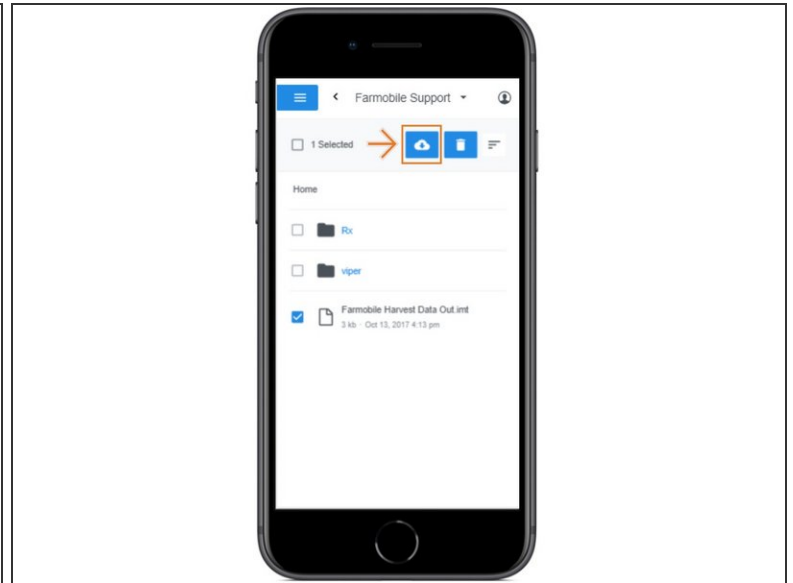 Farmobile Support
1 Selected
Home
Rx
viper
Farmobile Harvest Data Out.imt
3 kb · Oct 13, 2017 4:13 pm